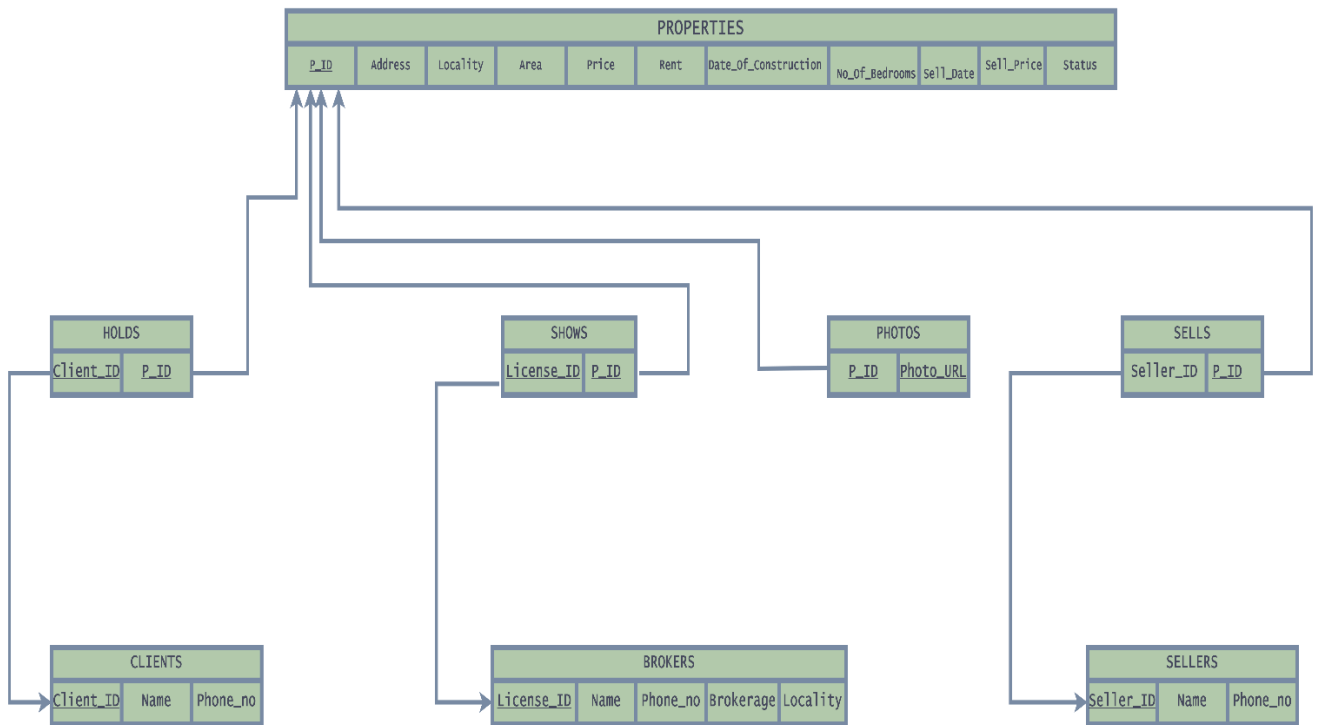 PROPERTIES
P_ID Address Locality Area Price Rent Date_Of_Construction No_Of_Bedrooms Sell_Date Sell_Price Status
HOLDS
Client_ID P_ID
SHOWS
License_ID P_ID
PHOTOS
P_ID Photo_URL
SELLS
Seller_ID P_ID
CLIENTS
Client_ID Name Phone_no
BROKERS
License_ID Name Phone_no Brokerage Locality
SELLERS
Seller_ID Name Phone_no